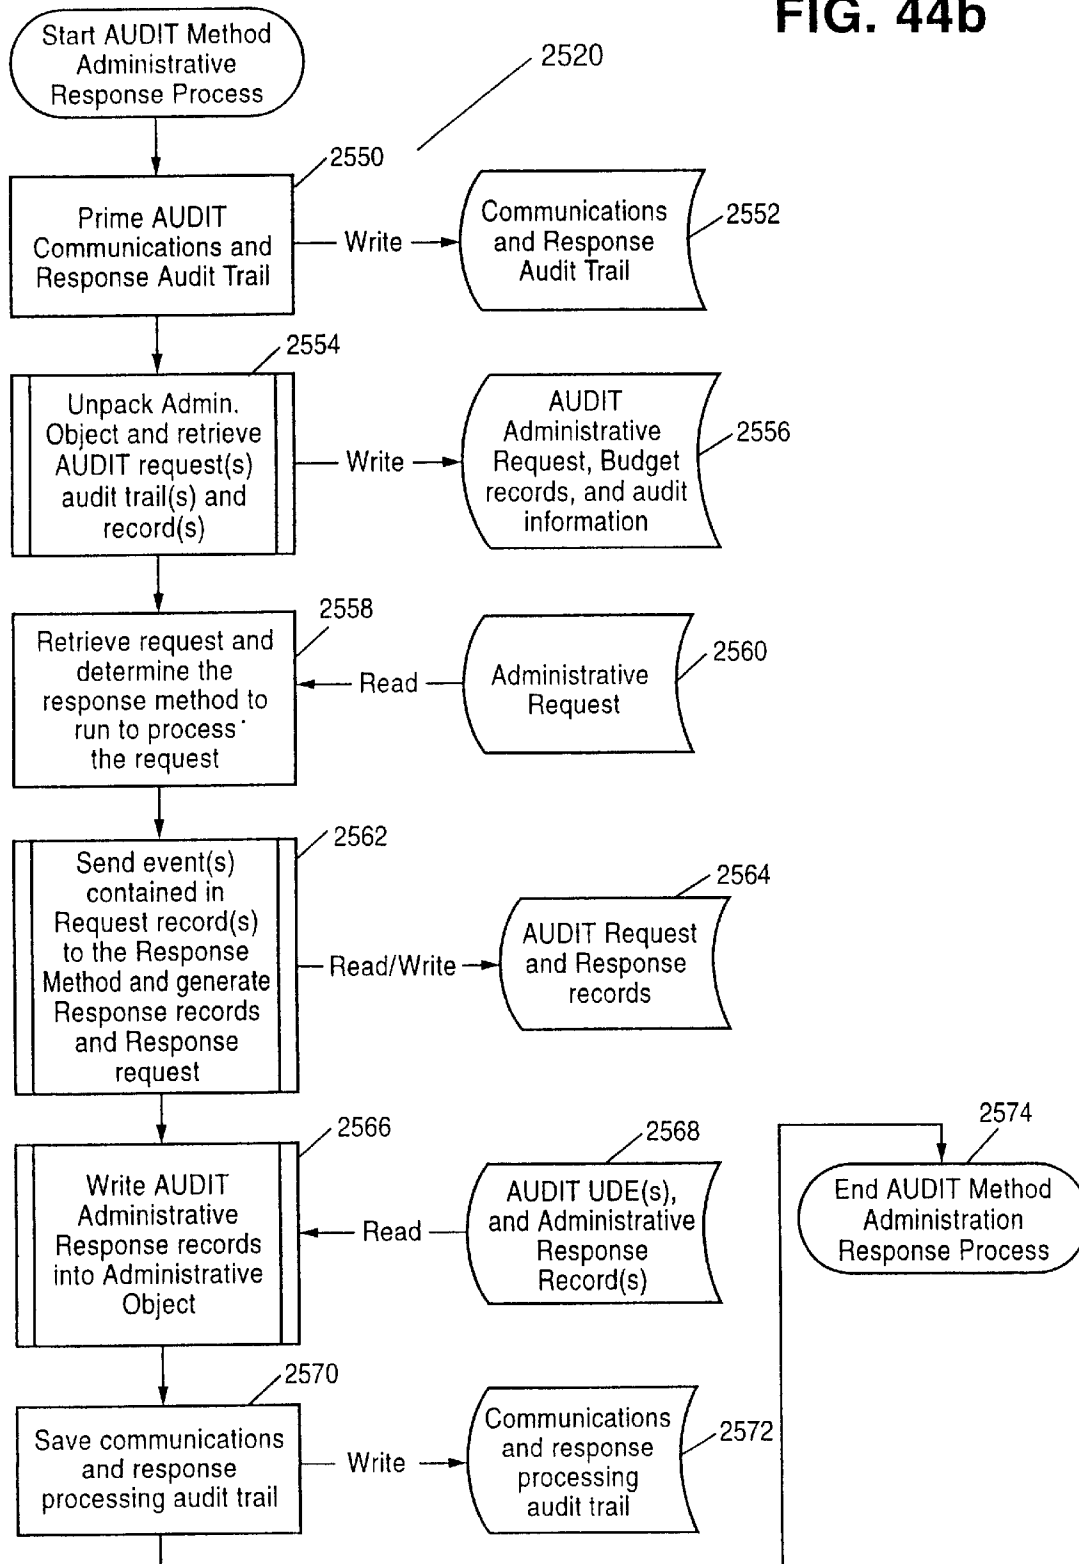 FIG. 44b
Start AUDIT Method
Administrative
Response Process
2520
2550
Prime AUDIT
Communications and
Response Audit Trail
Write
Communications
and Response
Audit Trail
2552
2554
Unpack Admin.
Object and retrieve
AUDIT request(s)
audit trail(s) and
record(s)
Write
AUDIT
Administrative
Request, Budget
records, and audit
information
2556
2558
Retrieve request and
determine the
response method to
run to process
the request
Read
Administrative
Request
2560
2562
Send event(s)
contained in
Request record(s)
to the Response
Method and generate
Response records
and Response
request
Read/Write
AUDIT Request
and Response
records
2564
2566
Write AUDIT
Administrative
Response records
into Administrative
Object
Read
AUDIT UDE(s),
and Administrative
Response
Record(s)
2568
2570
Save communications
and response
processing audit trail
Write
Communications
and response
processing
audit trail
2572
2574
End AUDIT Method
Administration
Response Process